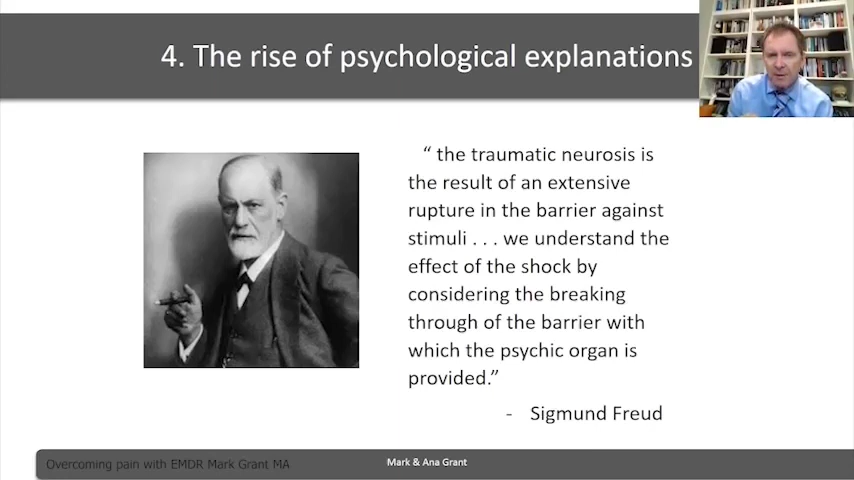 4. The rise of psychological explanations
“ the traumatic neurosis is
the result of an extensive
rupture in the barrier against
stimuli . . . we understand the
effect of the shock by
considering the breaking
through of the barrier with
which the psychic organ is
provided.”
- Sigmund Freud
Overcoming pain with EMDR Mark Grant MA
Mark & Ana Grant